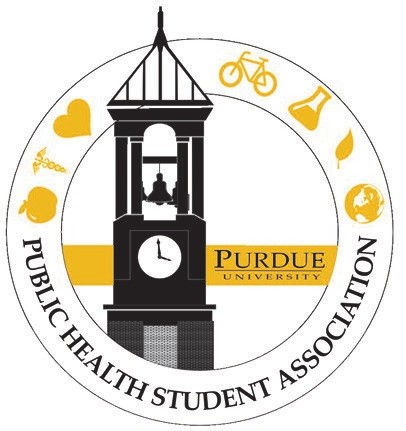 PURDUE
UNIVERSITY
PUBLIC HEALTH STUDENT ASSOCIATION